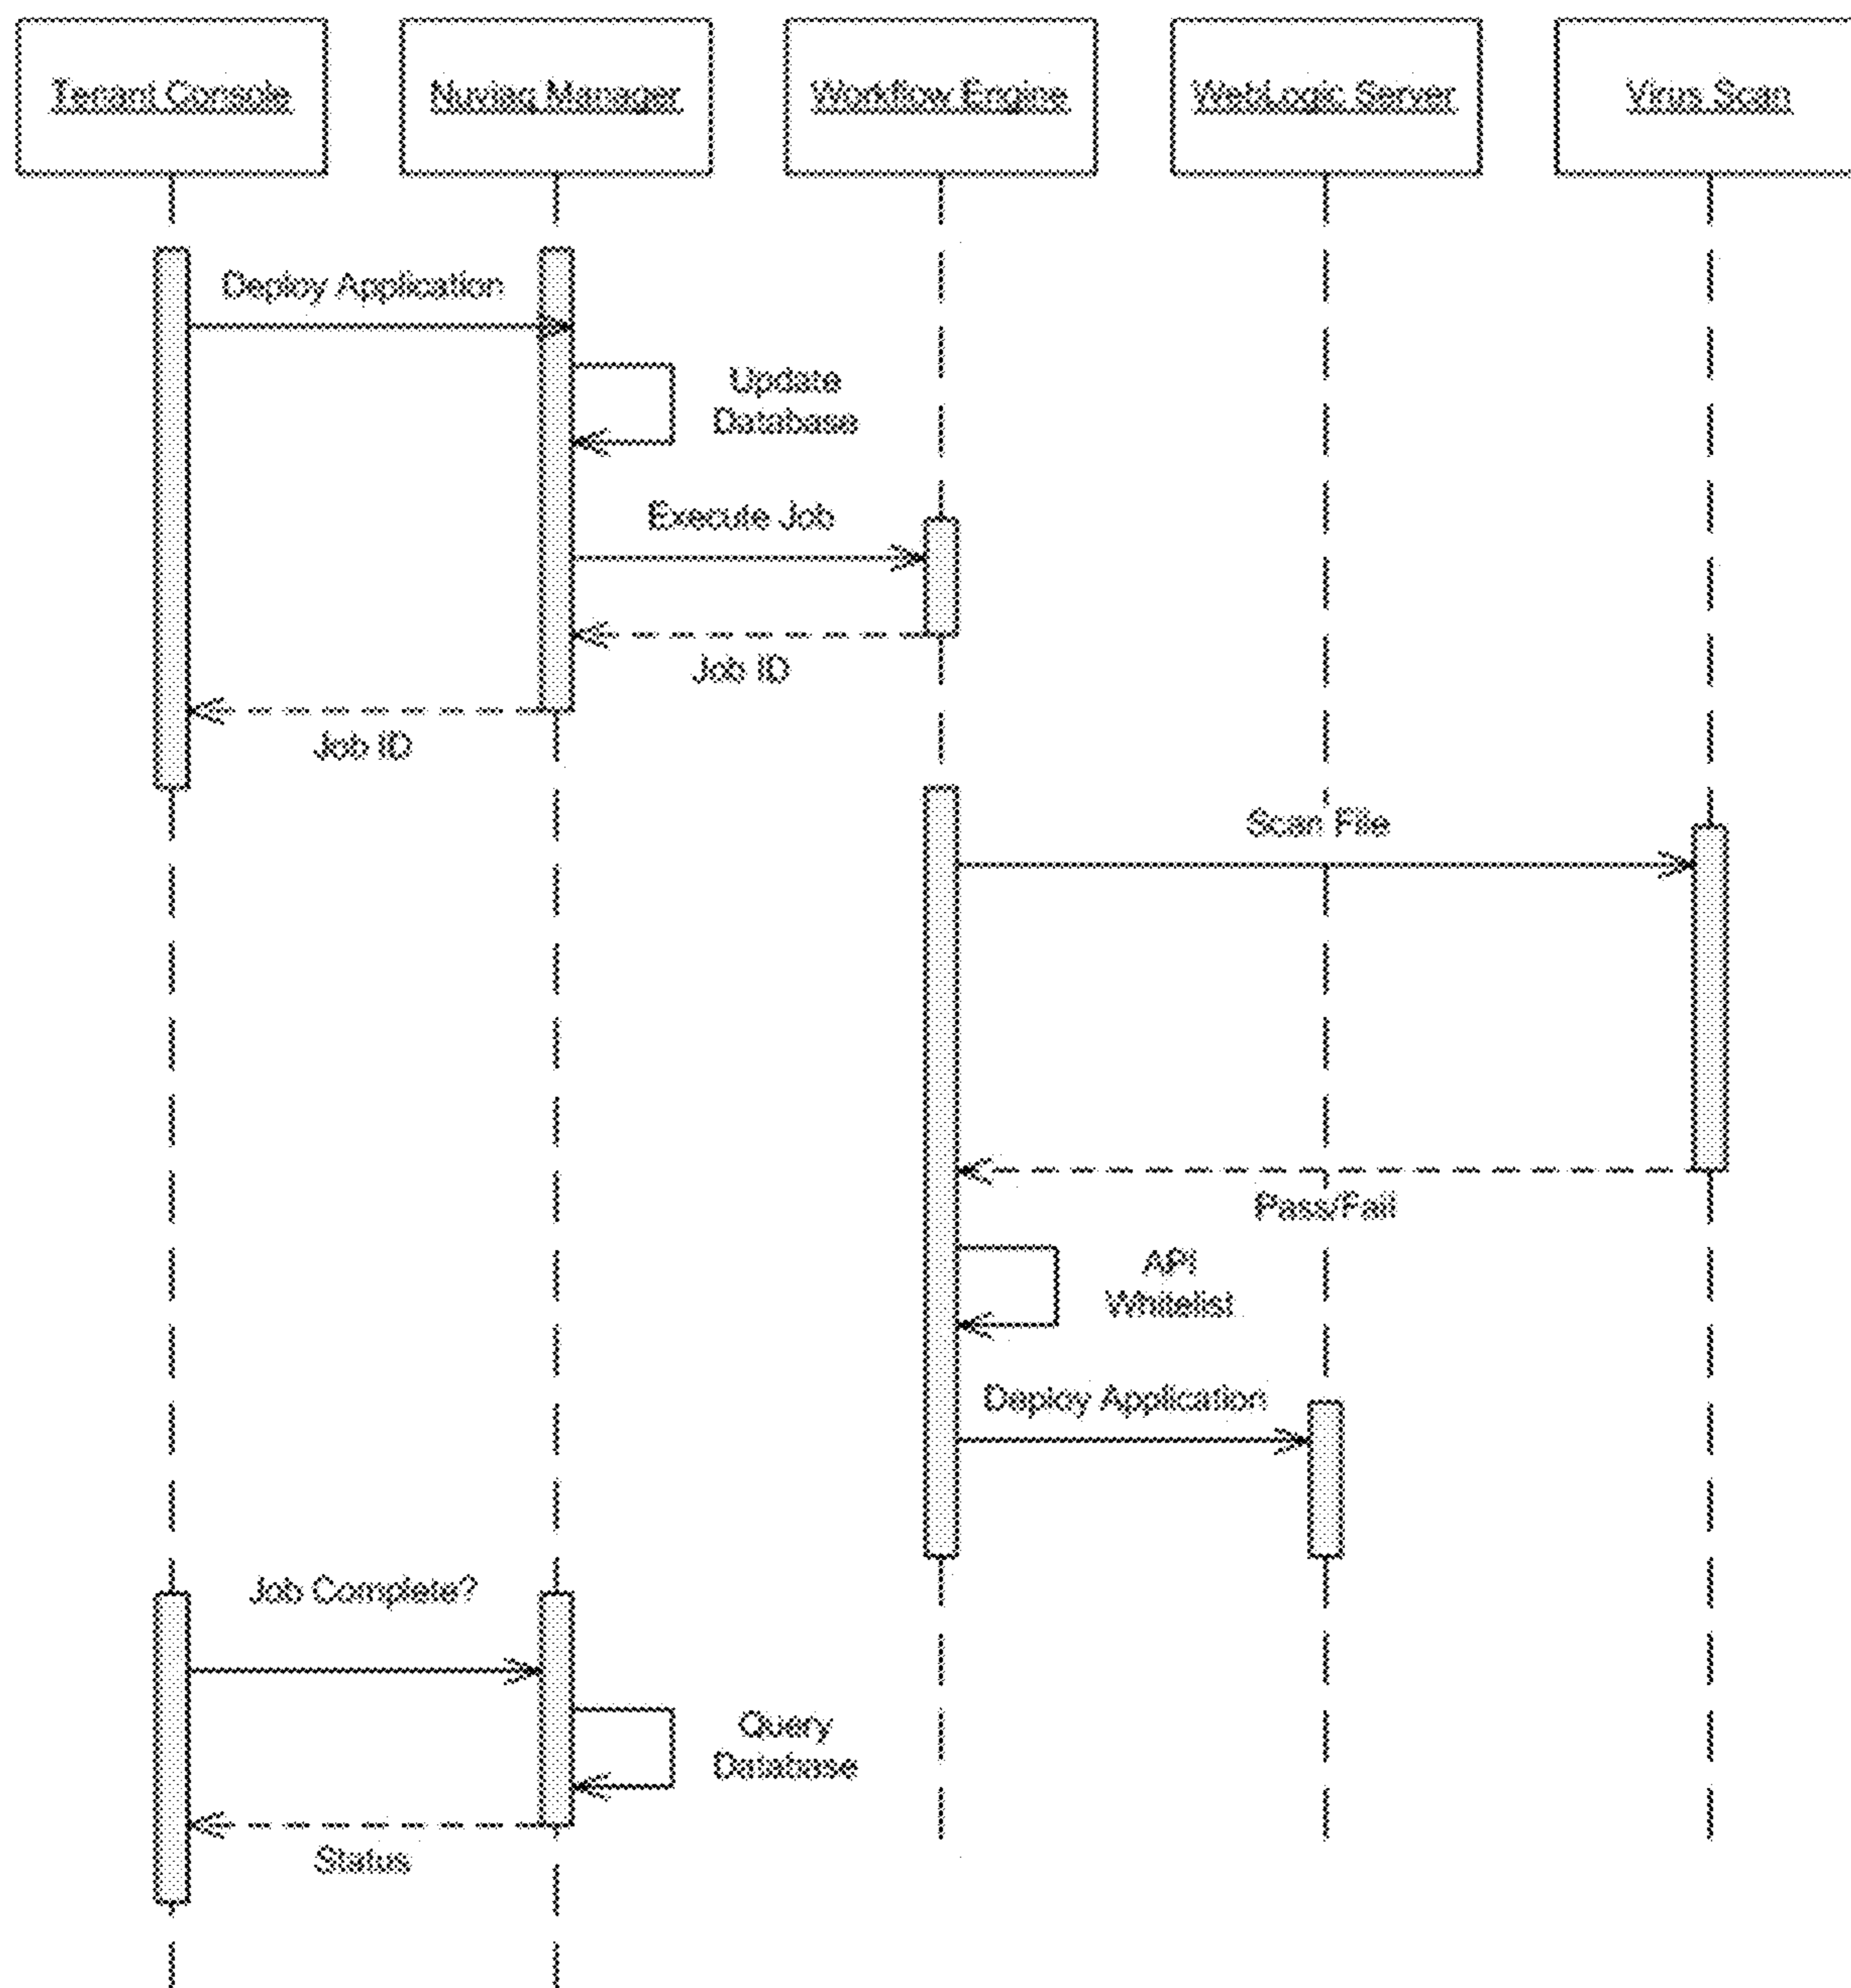 Tenant Console
Nuviaq Manager
Workflow Engine
WebLogic Server
Virus Scan
Deploy Application
Update
Database
Execute Job
Job ID
Job ID
Scan File
Pass/Fail
API
Whitelist
Deploy Application
Job Complete?
Query
Database
Status